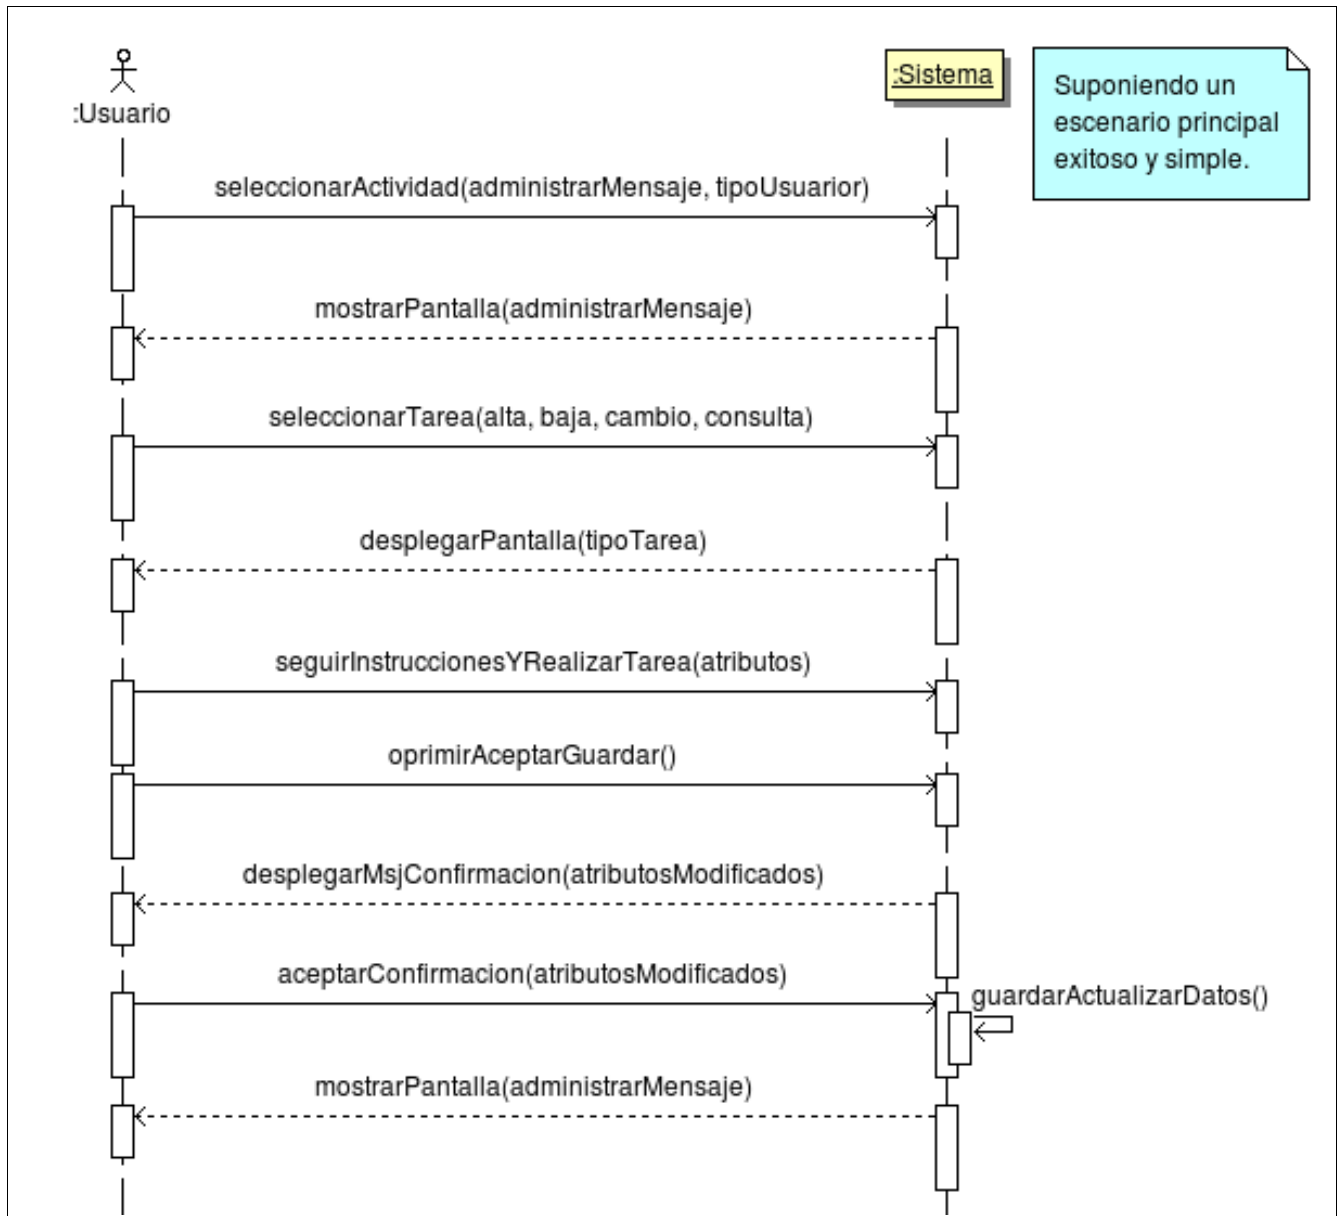 :Usuario
:Sistema
Suponiendo un
escenario principal
exitoso y simple.
seleccionarActividad(administrarMensaje, tipoUsuarior)
mostrarPantalla(administrarMensaje)
seleccionarTarea(alta, baja, cambio, consulta)
desplegarPantalla(tipoTarea)
seguirInstruccionesYRealizarTarea(atributos)
oprimirAceptarGuardar()
desplegarMsjConfirmacion(atributosModificados)
aceptarConfirmacion(atributosModificados)
guardarActualizarDatos()
mostrarPantalla(administrarMensaje)